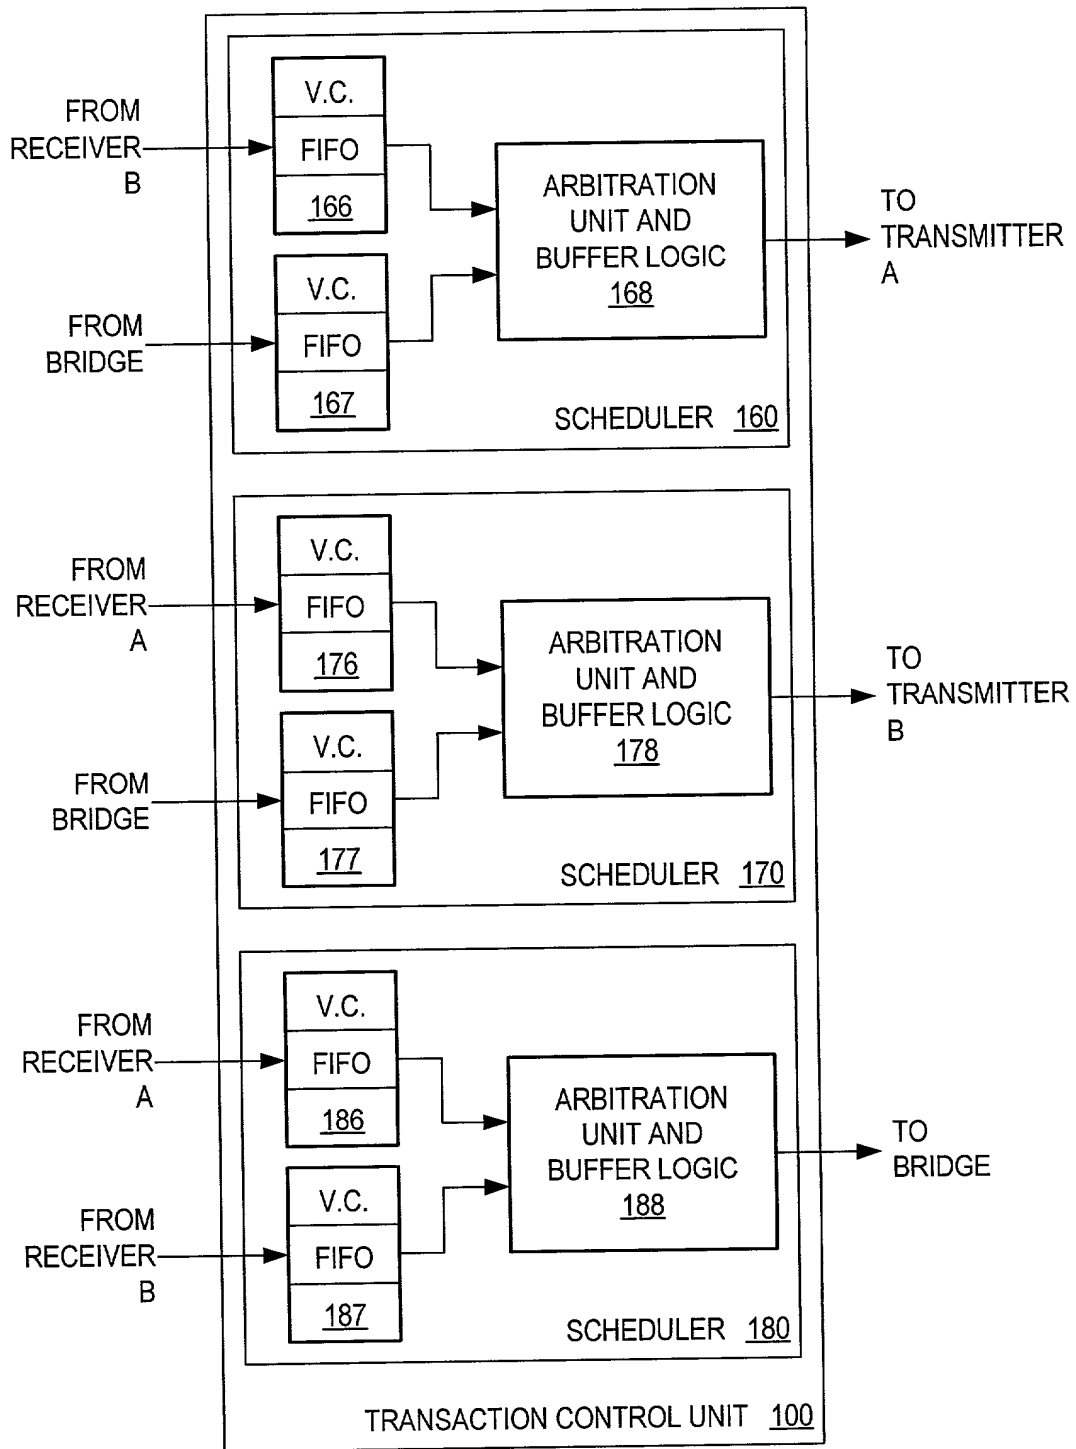 FROM
RECEIVER
B
V.C.
FIFO
166
FROM
BRIDGE
V.C.
FIFO
167
ARBITRATION
UNIT AND
BUFFER LOGIC
168
TO
TRANSMITTER
A
SCHEDULER 160
FROM
RECEIVER
A
V.C.
FIFO
176
FROM
BRIDGE
V.C.
FIFO
177
ARBITRATION
UNIT AND
BUFFER LOGIC
178
TO
TRANSMITTER
B
SCHEDULER 170
FROM
RECEIVER
A
V.C.
FIFO
186
FROM
RECEIVER
B
V.C.
FIFO
187
ARBITRATION
UNIT AND
BUFFER LOGIC
188
TO
BRIDGE
SCHEDULER 180
TRANSACTION CONTROL UNIT 100